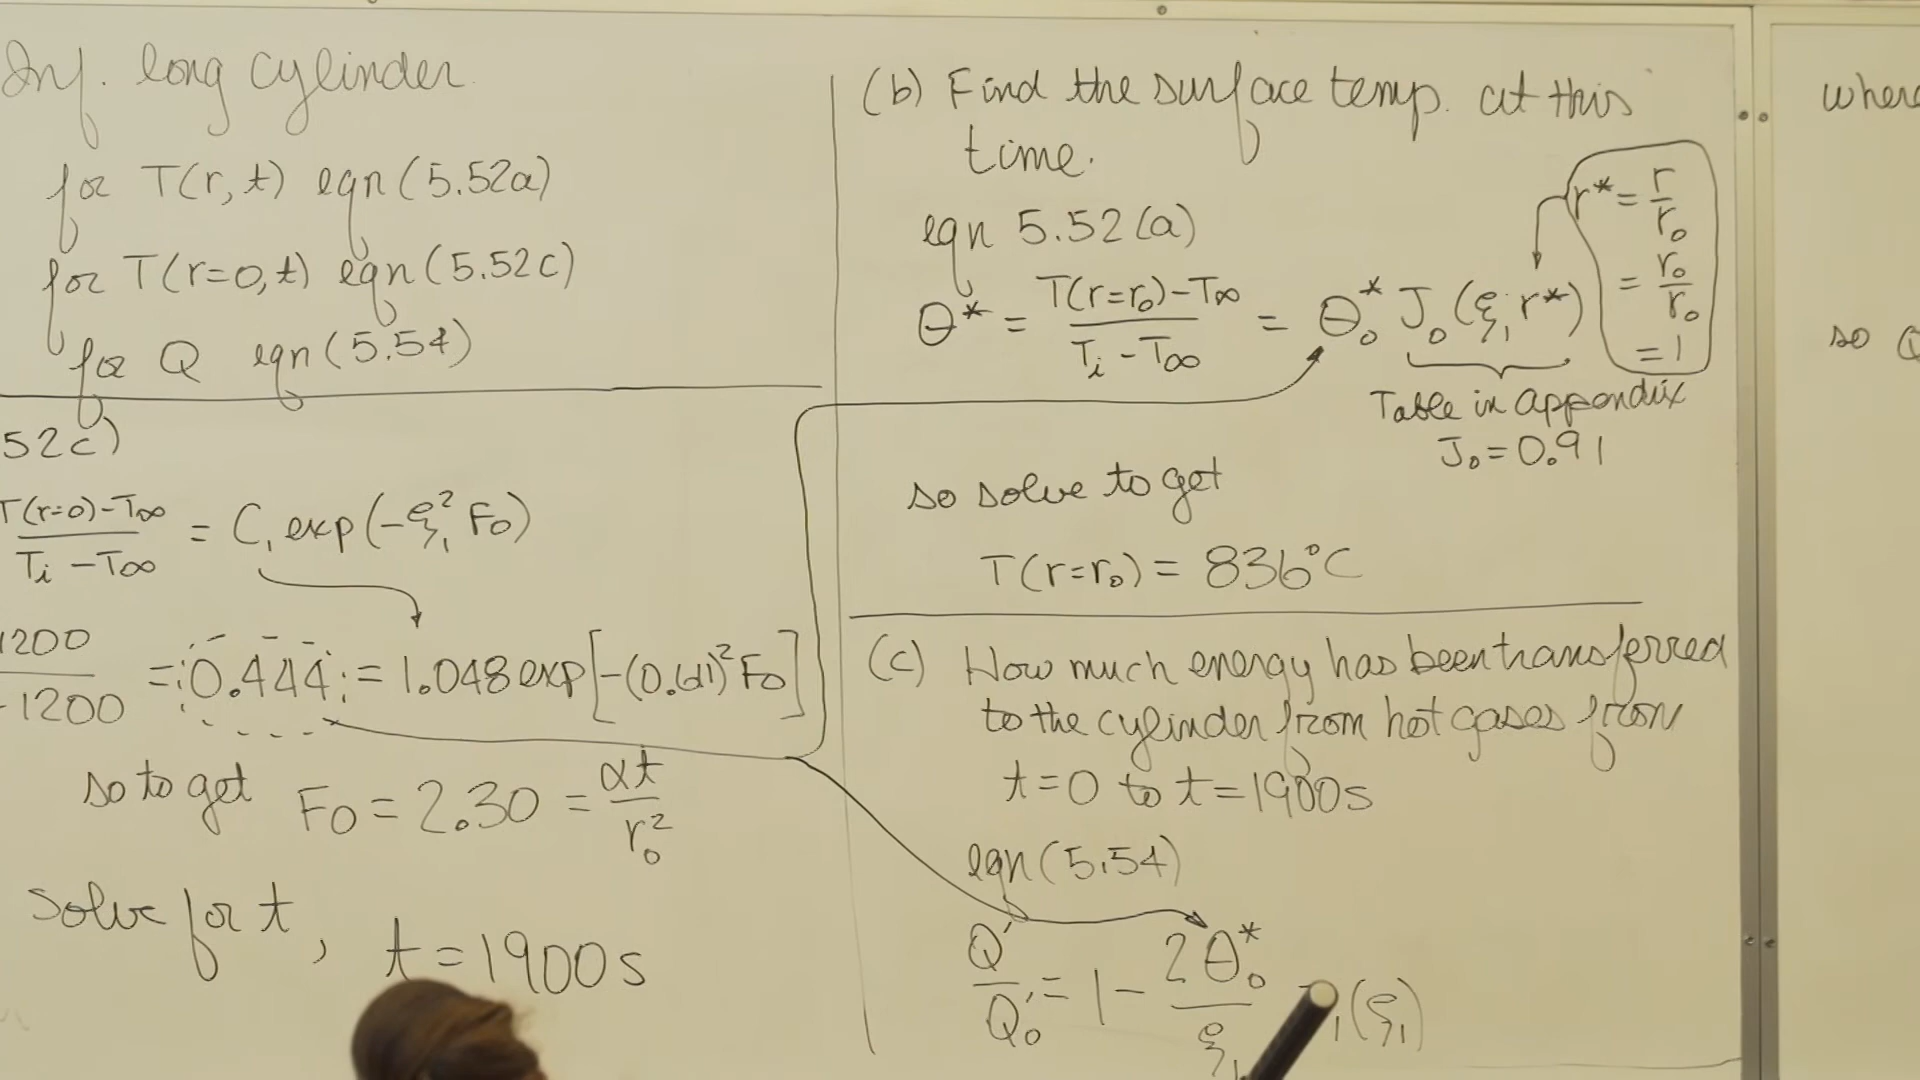 Inf. long cylinder
for T(r,t) eqn (5.52a)
for T(r=0,t) eqn (5.52c)
for Q eqn (5.54)
52c)
T(r=0)-T∞ / Ti-T∞ = C₁ exp(-ξ₁² Fo)
1200 / -1200 = 0.444 = 1.048 exp[-(0.61)² Fo]
so to get Fo = 2.30 = αt / r₀²
solve for t, t = 1900s
(b) Find the surface temp. at this
time.
eqn 5.52(a)
θ* = T(r=r₀)-T∞ / Ti-T∞ = θ₀* J₀(ξ₁ r*)
r* = r / r₀
= r₀ / r₀
= 1
Table in appendix
J₀ = 0.91
so solve to get
T(r=r₀) = 836°C
(c) How much energy has been transferred
to the cylinder from hot gases from
t=0 to t=1900s
eqn (5.54)
Q' / Q₀' = 1 - 2θ₀* / ξ₁ ₁(ξ₁)
where
so Q